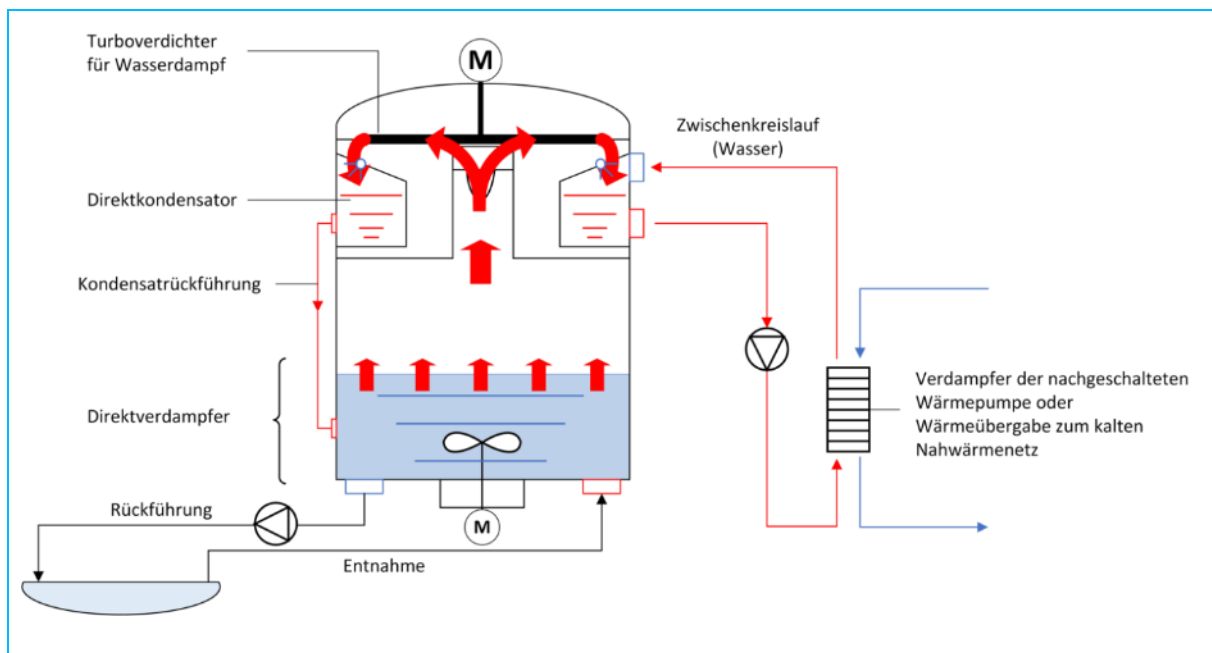 Turboverdichter
für Wasserdampf
M
Zwischenkreislauf
(Wasser)
Direktkondensator
Kondensatrückführung
Direktverdampfer
Verdampfer der nachgeschalteten
Wärmepumpe oder
Wärmeübergabe zum kalten
Nahwärmenetz
Rückführung
M
Entnahme